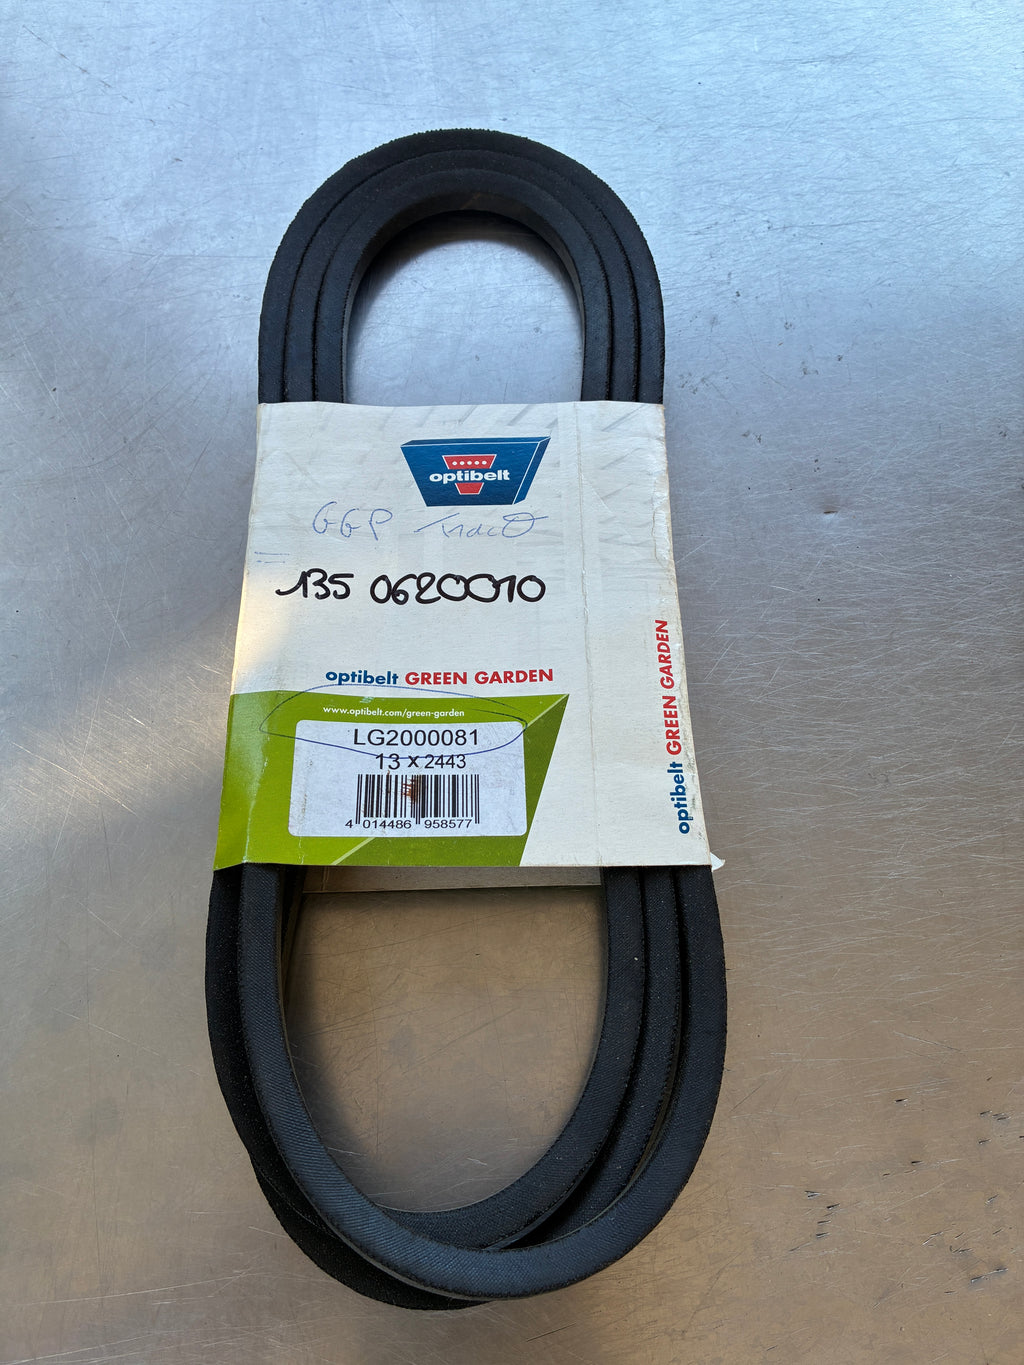 optibelt
GGP Tracto
135 0620010
optibelt GREEN GARDEN
www.optibelt.com/green-garden
LG2000081
13 x 2443
4 014486 958577
optibelt GREEN GARDEN